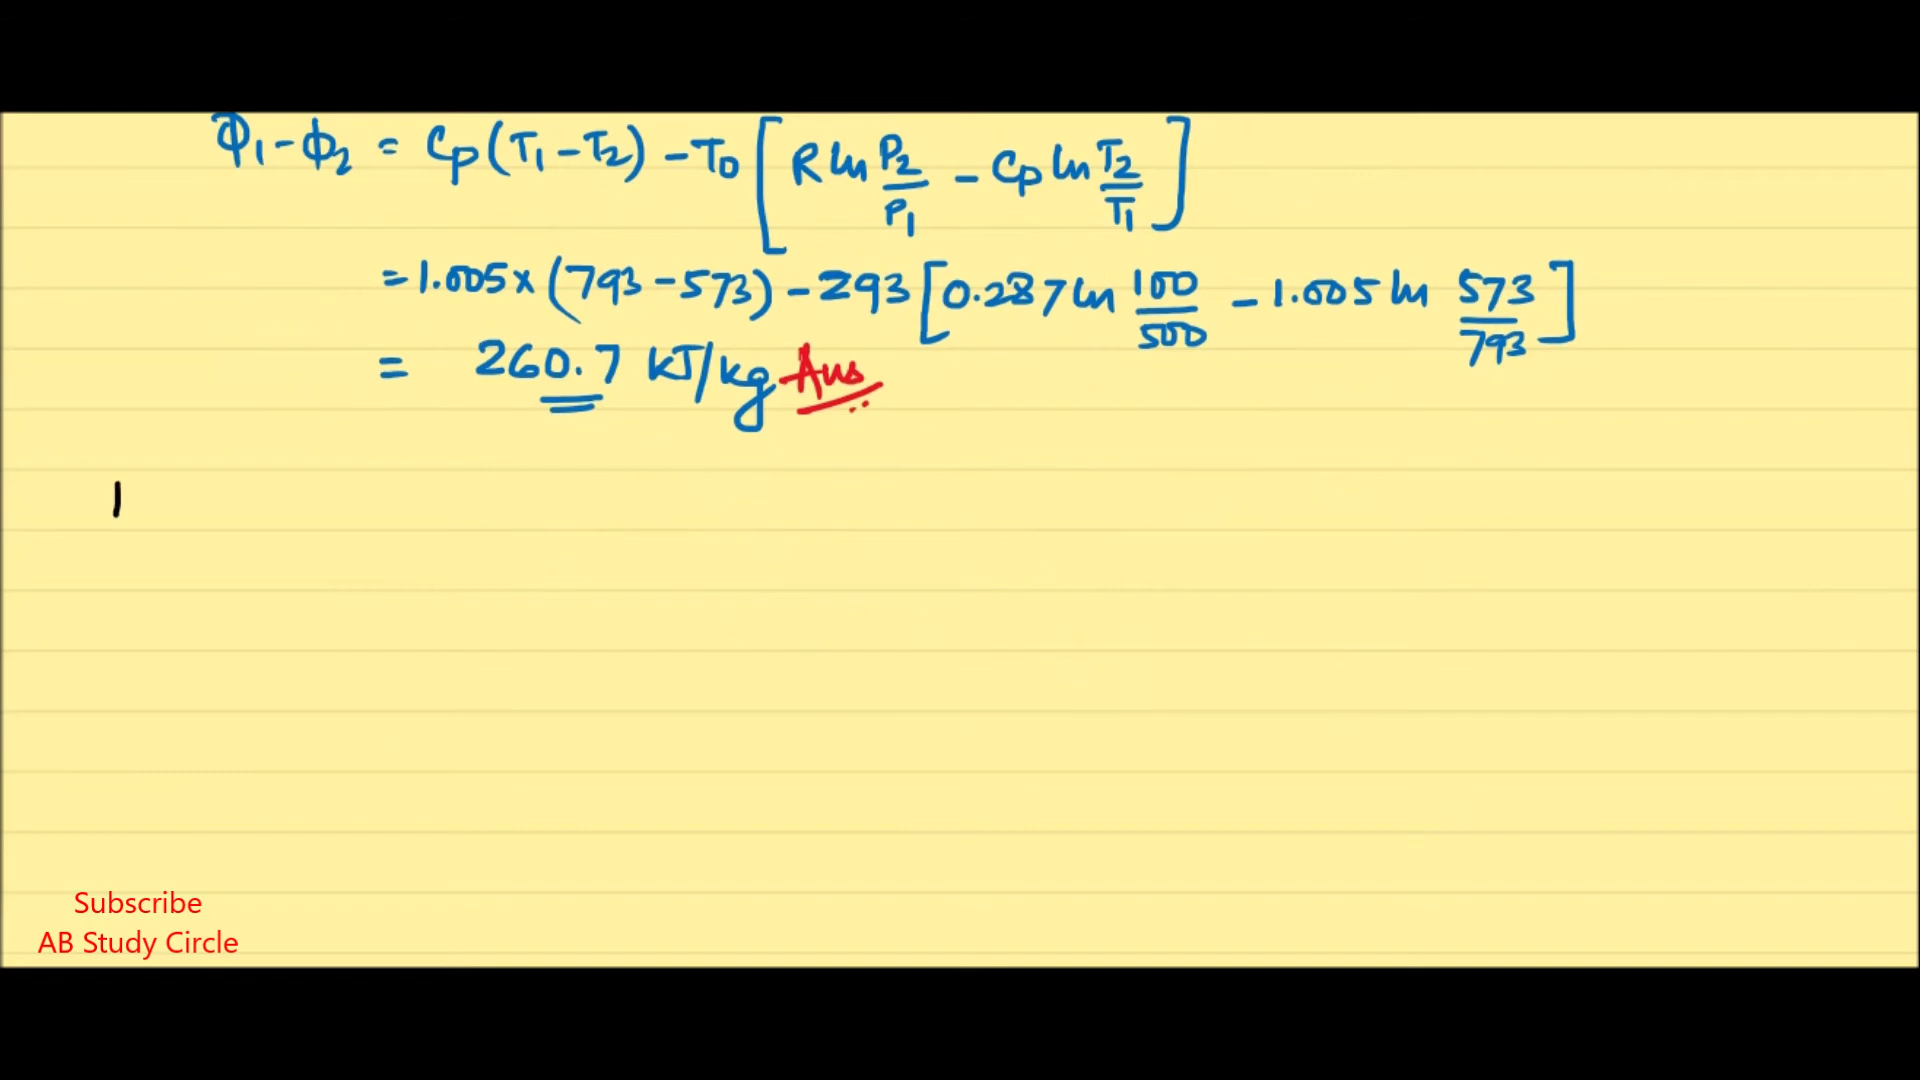 Φ₁-Φ₂ = Cp(T₁-T₂) -T₀ [R ln P₂/P₁ - Cp ln T₂/T₁]
=1.005×(793-573)-293[0.287 ln 100/500 - 1.005 ln 573/793]
= 260.7 kJ/kg Ans
Subscribe
AB Study Circle